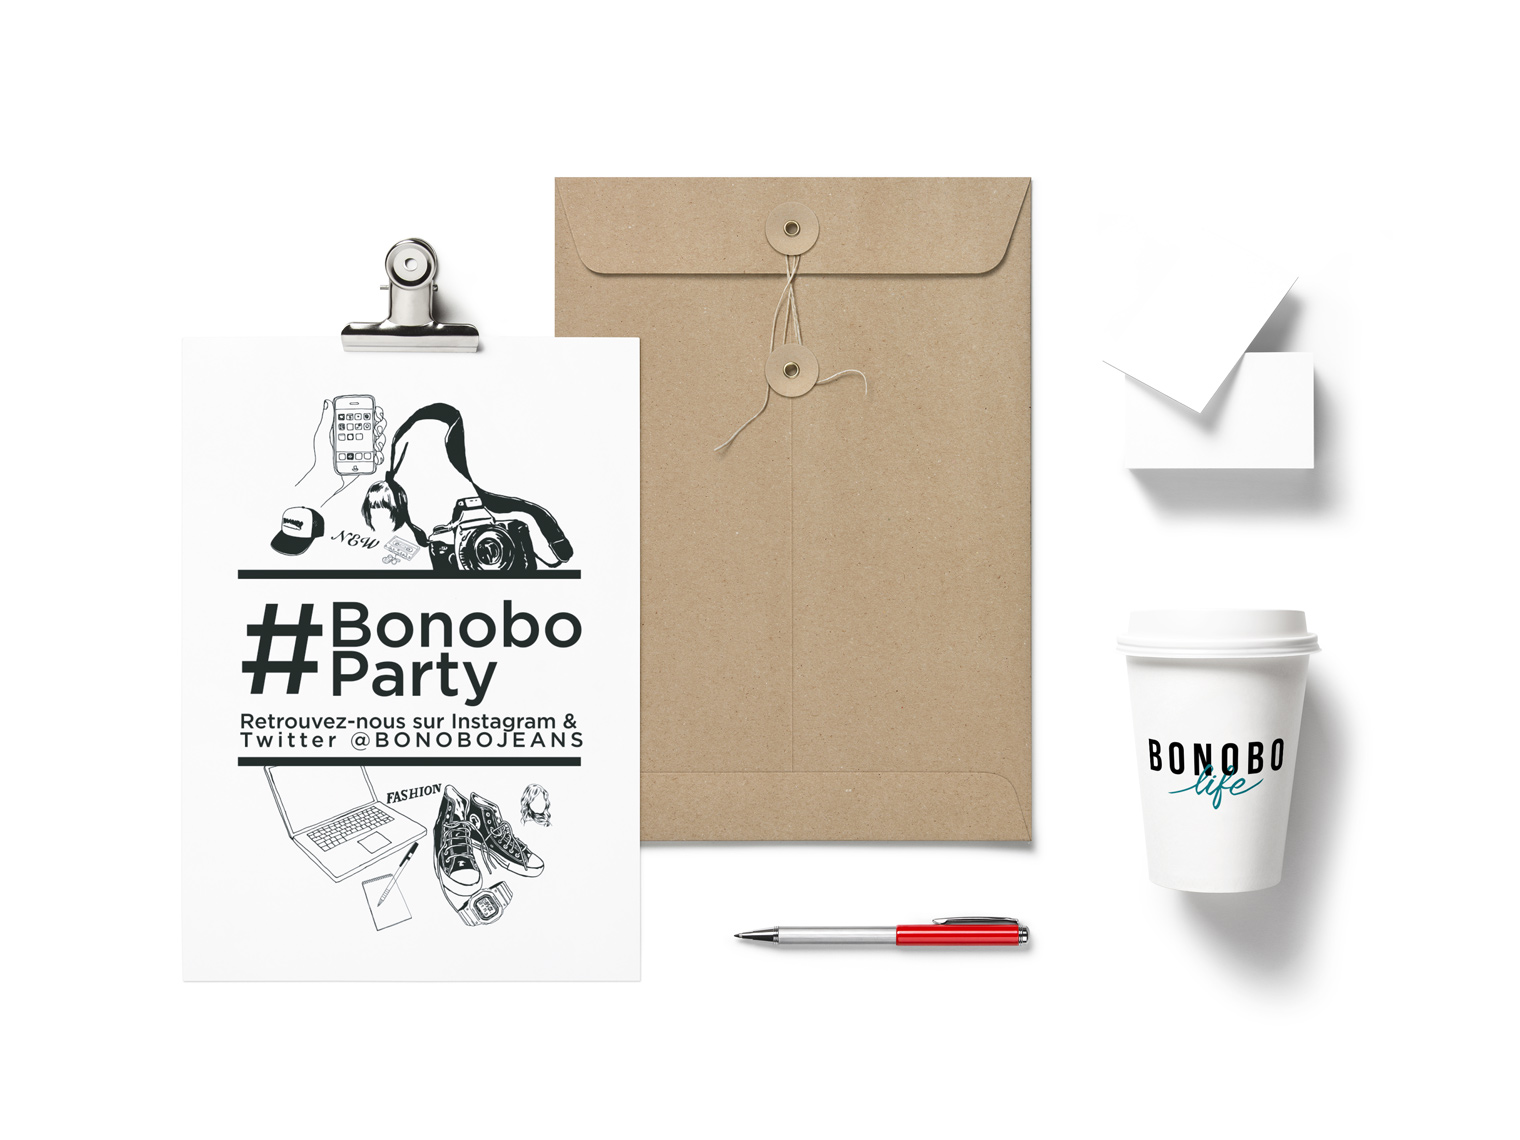 NEW
#Bonobo
Party
Retrouvez-nous sur Instagram &
Twitter @BONOBOJEANS
FASHION
BONOBO
life